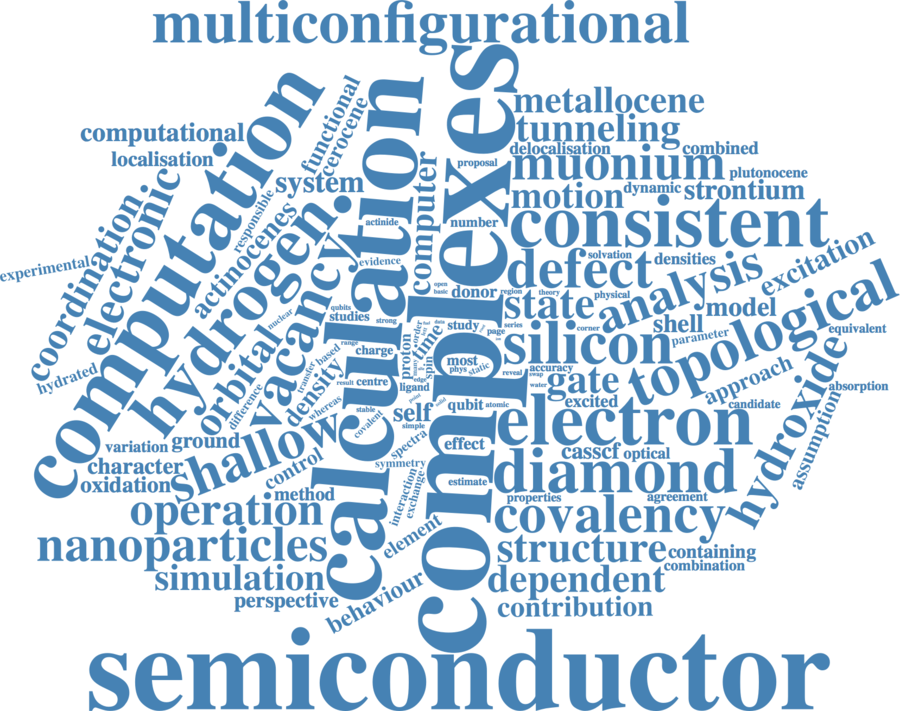 multiconfigurational
complexes
calculation
computation
semiconductor
metallocene
tunneling
delocalisation
combined
muonium
plutonocene
motion
dynamic
strontium
consistent
solvation
densities
defect
analysis
excitation
state
physical
theory
region
model
shell
parameter
topological
equivalent
silicon
corner
series
page
accuracy
reveal
swap
water
gate
approach
excited
candidate
absorption
hydroxide
assumption
electron
casscf
optical
diamond
properties
agreement
covalency
structure
containing
combination
dependent
contribution
computational
localisation
functional
cerocene
system
responsible
actinocenes
coordination
electronic
experimental
hydrated
hydrogen.
orbital
nuclear
vacancy
difference
density
transfer
based
whereas
variation
ground
character
oxidation
shallow
control
method
operation
nanoparticles
simulation
perspective
behaviour
element
interaction
exchange
symmetry
spectra
covalent
stable
simple
self
ligand
centre
result
charge
range
strong
studies
qubits
evidence
actinide
computer
proposal
number
open
basic
donor
study
order
time
data
proton
spin
many
edge
point
solid
most
phys
static
qubit
atomic
effect
estimate